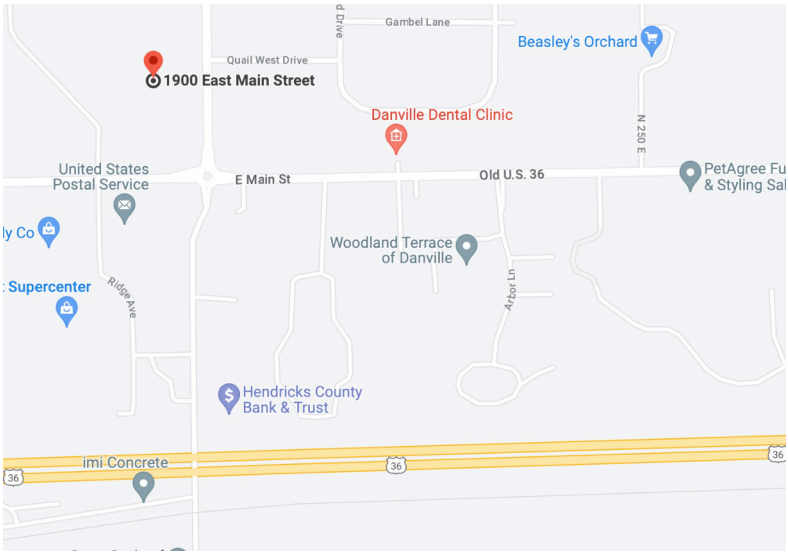 d Drive
Gambel Lane
Beasley's Orchard
Quail West Drive
1900 East Main Street
Danville Dental Clinic
N 250 E
United States
Postal Service
E Main St
Old U.S. 36
PetAgree Fu
& Styling Sal
ly Co
Woodland Terrace
of Danville
Supercenter
Ridge Ave
Arbor Ln
$
Hendricks County
Bank & Trust
imi Concrete
36
36
36